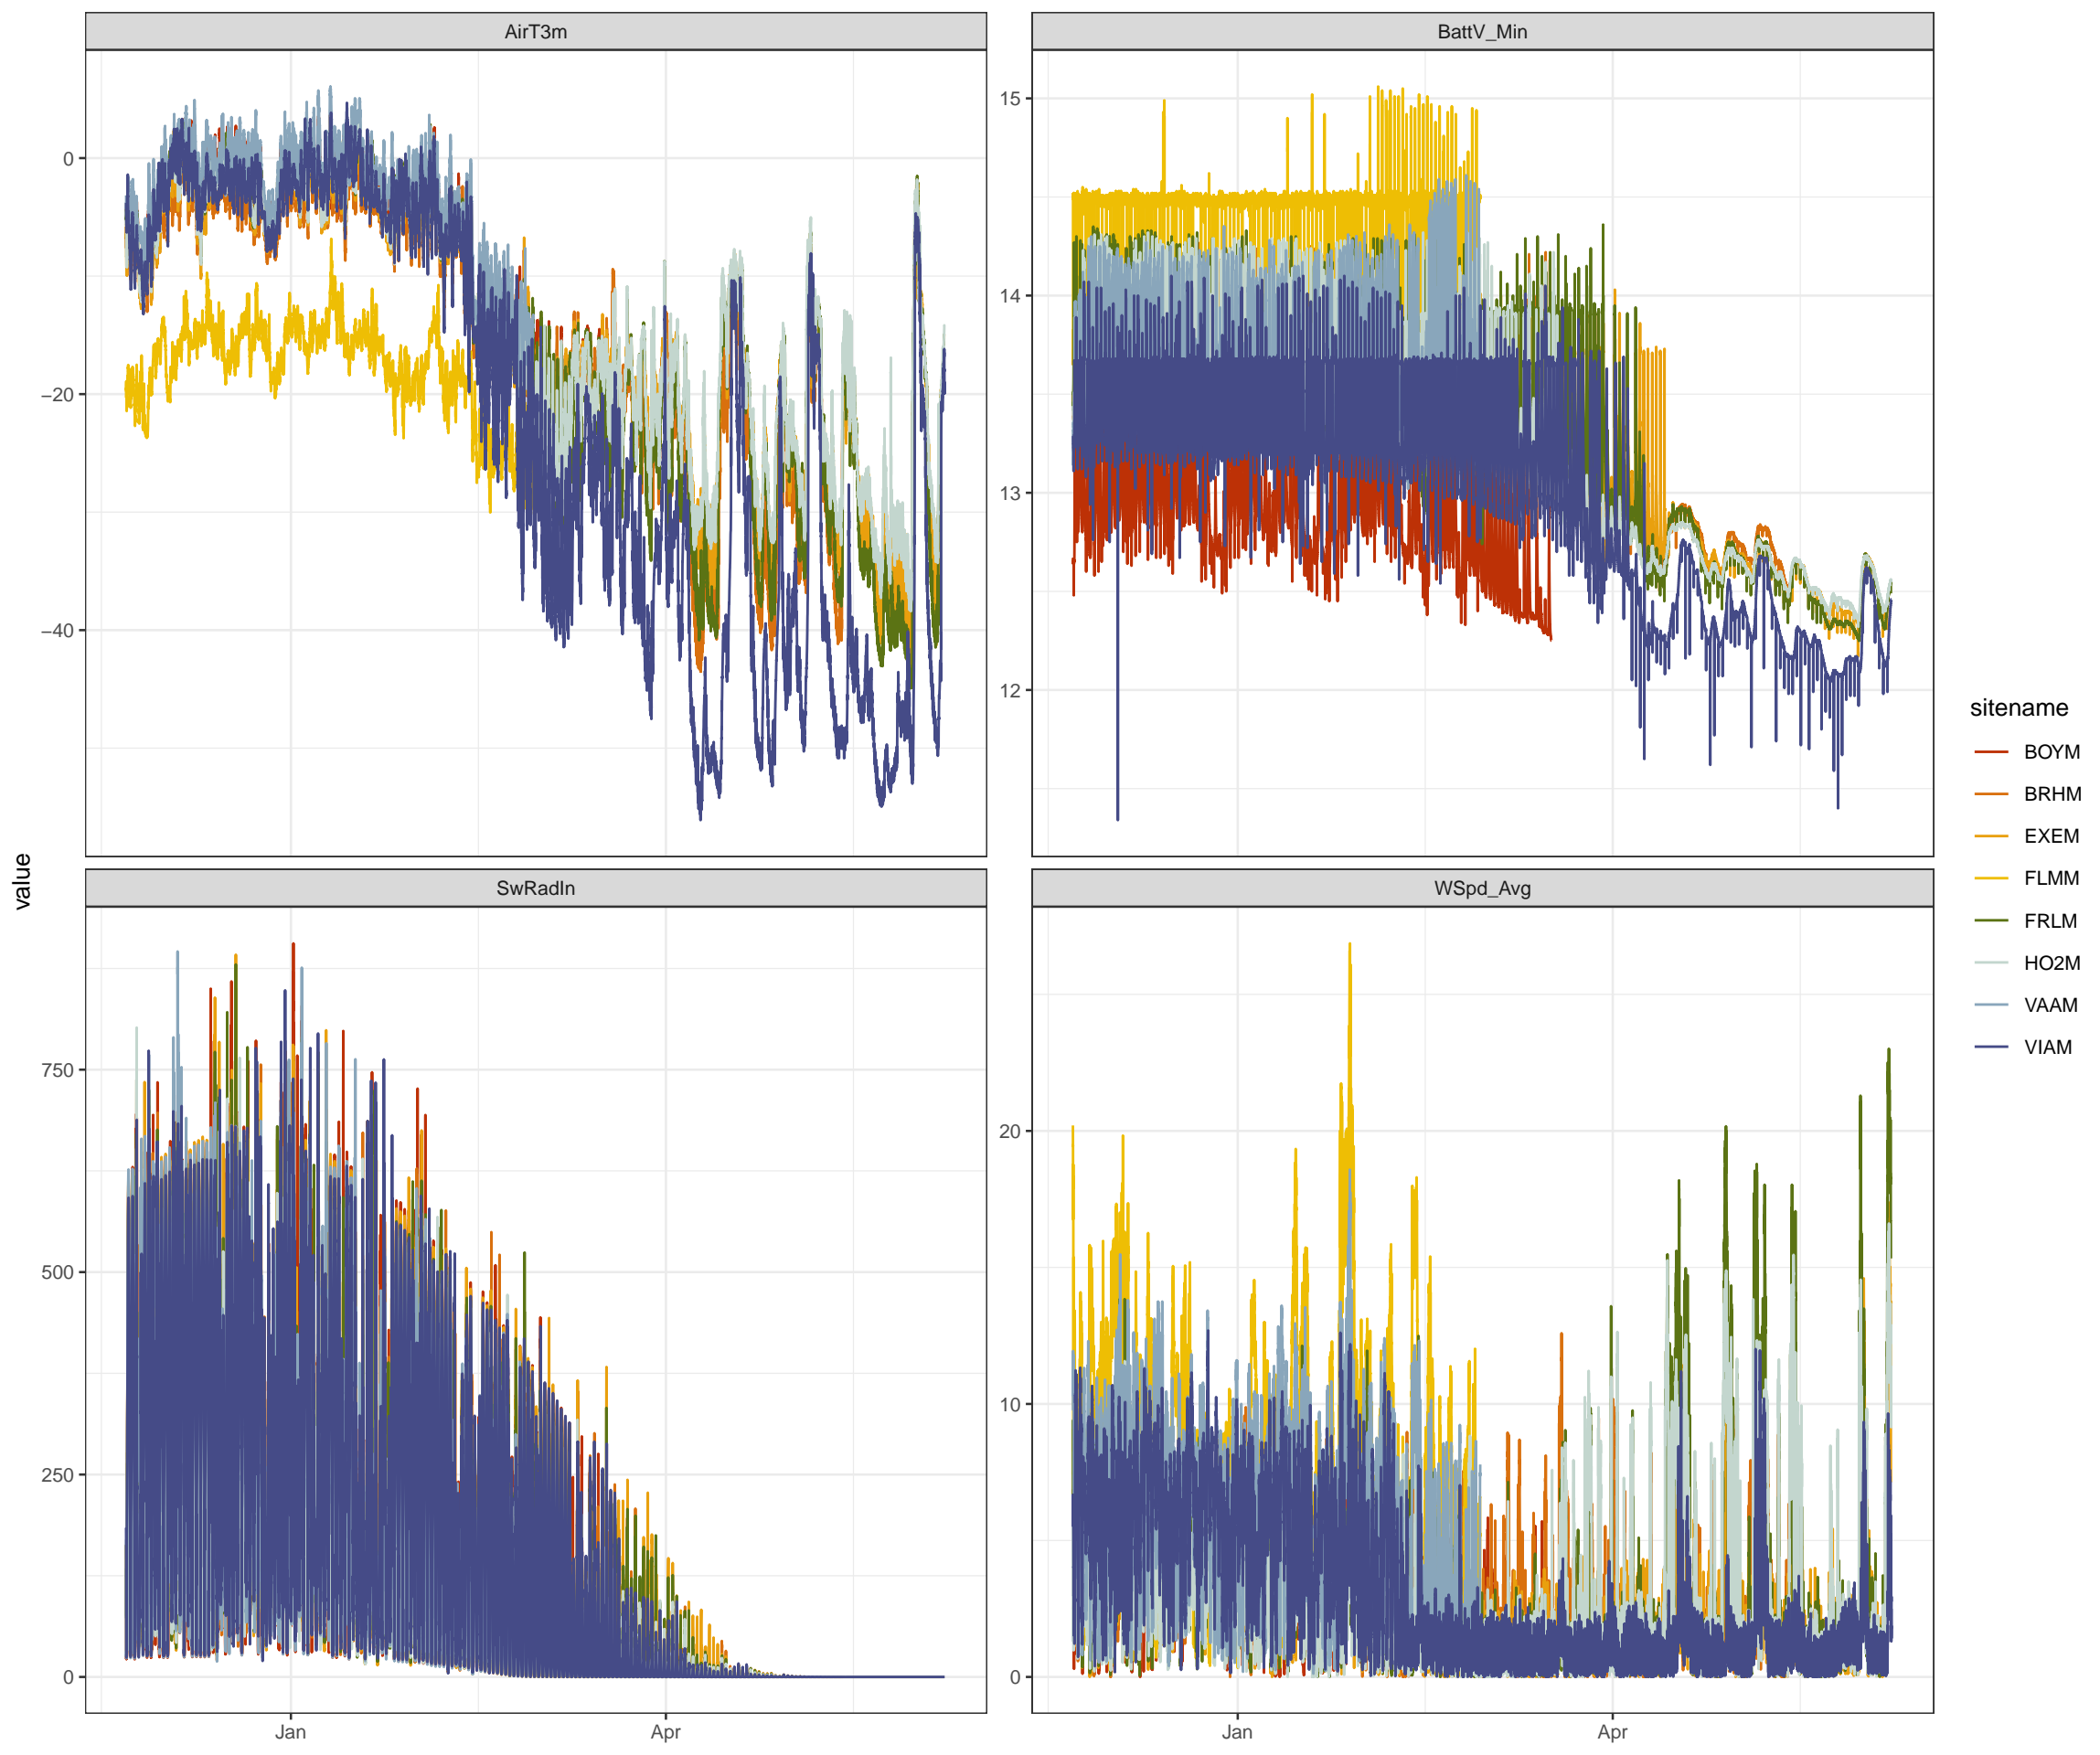 AirT3m
BattV_Min
0
−20
−40
15
14
13
12
value
SwRadIn
WSpd_Avg
750
500
250
0
20
10
0
Jan
Apr
Jan
Apr
sitename
BOYM
BRHM
EXEM
FLMM
FRLM
HO2M
VAAM
VIAM